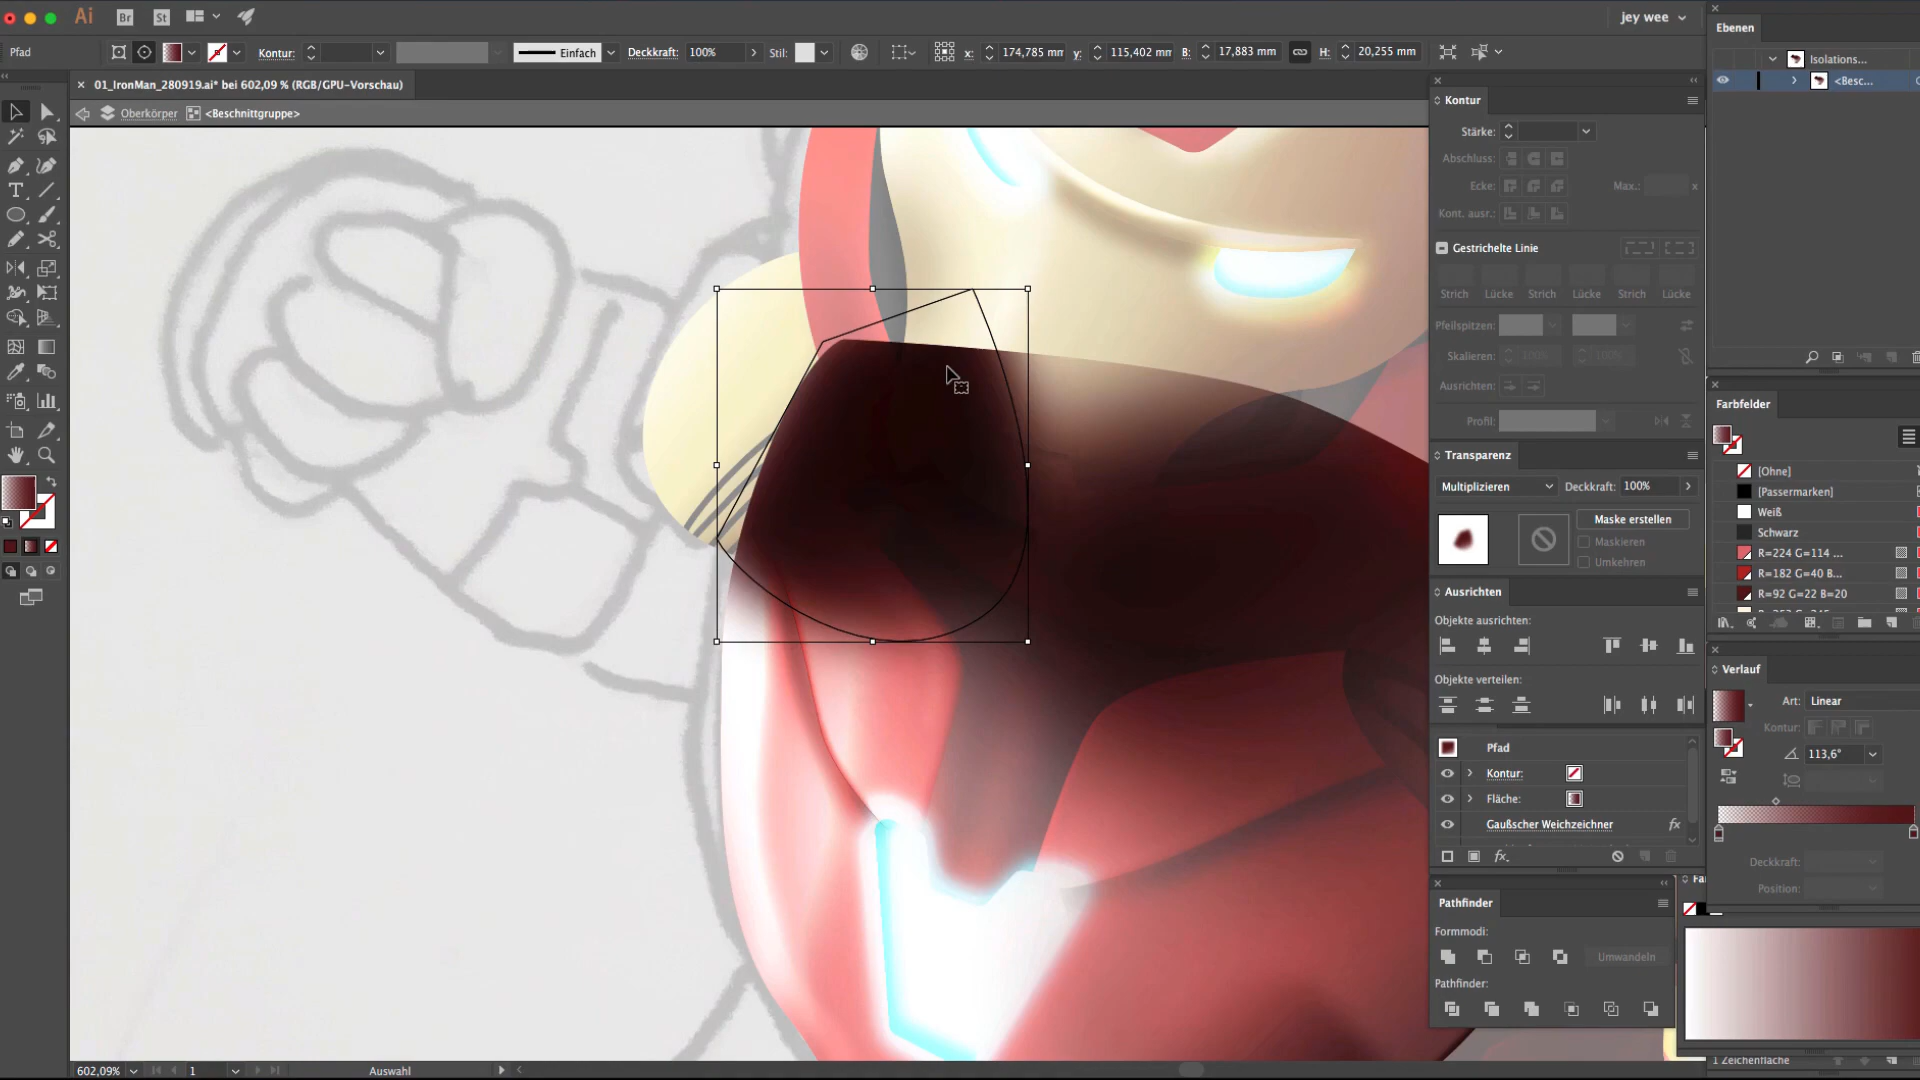 Ai Br St jey wee
Pfad Kontur: Einfach Deckkraft: 100% Stil: x: 174,785 mm y: 115,402 mm B: 17,883 mm H: 20,255 mm
× 01_IronMan_280919.ai* bei 602,09 % (RGB/GPU-Vorschau)
Oberkörper <Beschnittgruppe>
Ebenen
Isolations...
<Besc...
Kontur
Stärke:
Abschluss:
Ecke: Max.: x
Kont. ausr.:
Gestrichelte Linie
Strich Lücke Strich Lücke Strich Lücke
Pfeilspitzen:
Skalieren: 100% 100%
Ausrichten:
Profil:
Transparenz
Multiplizieren Deckkraft: 100%
Maske erstellen
Maskieren
Umkehren
Ausrichten
Objekte ausrichten:
Objekte verteilen:
Pfad
Kontur:
Fläche:
Gaußscher Weichzeichner fx
fx.
Pathfinder
Formmodi:
Umwandeln
Pathfinder:
Farbfelder
[Ohne]
[Passermarken]
Weiß
Schwarz
R=224 G=114 ...
R=182 G=40 B...
R=92 G=22 B=20
Verlauf
Art: Linear
Kontur:
113,6°
Deckkraft:
Position:
Fa
1 Zeichenfläche
602,09% 1 Auswahl